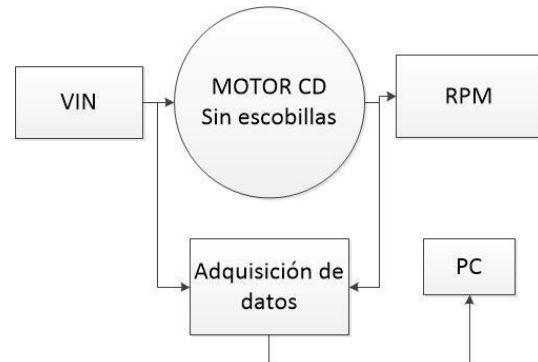 VIN
MOTOR CD
Sin escobillas
RPM
Adquisición de
datos
PC